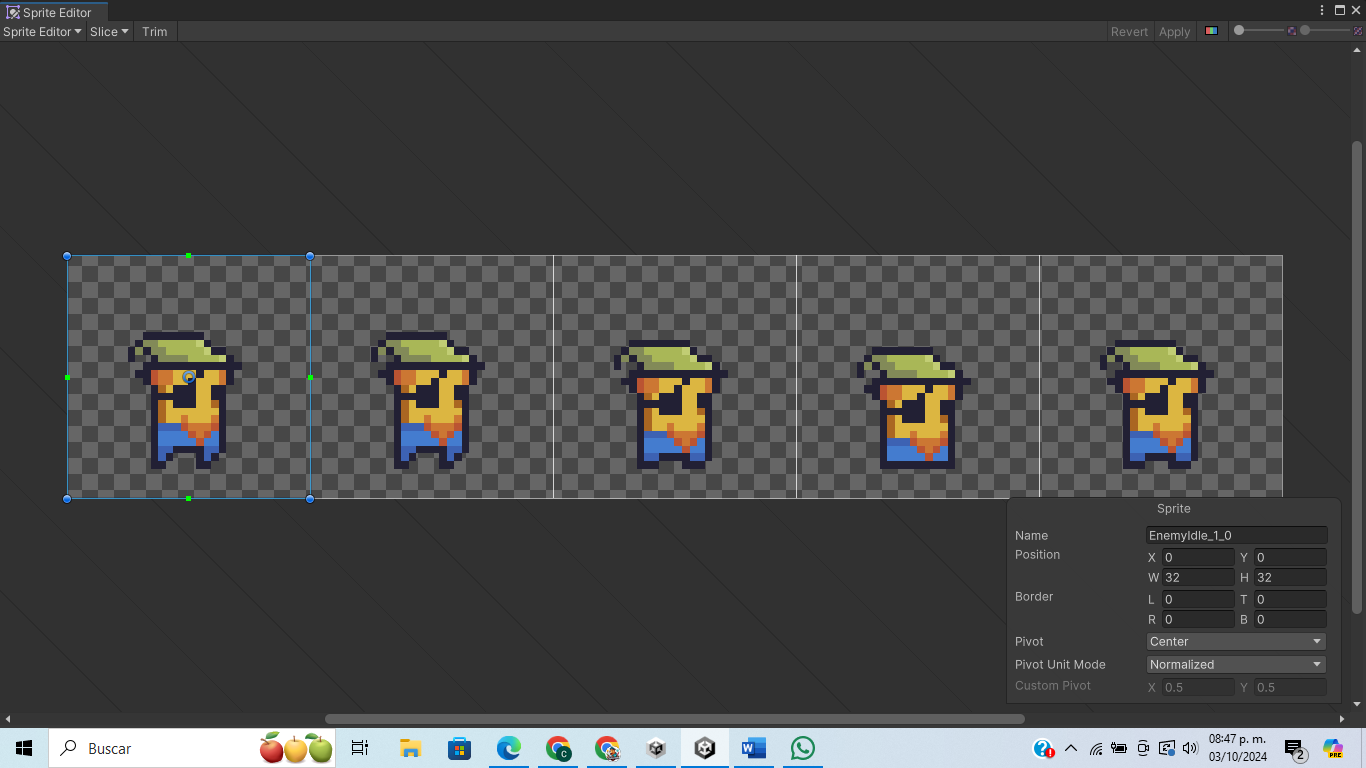 Sprite Editor
Sprite Editor Slice Trim Revert Apply
Sprite
Name EnemyIdle_1_0
Position X 0 Y 0
W 32 H 32
Border L 0 T 0
R 0 B 0
Pivot Center
Pivot Unit Mode Normalized
Custom Pivot X 0.5 Y 0.5
Buscar
C
W
PRE
2
08:47 p. m.
03/10/2024